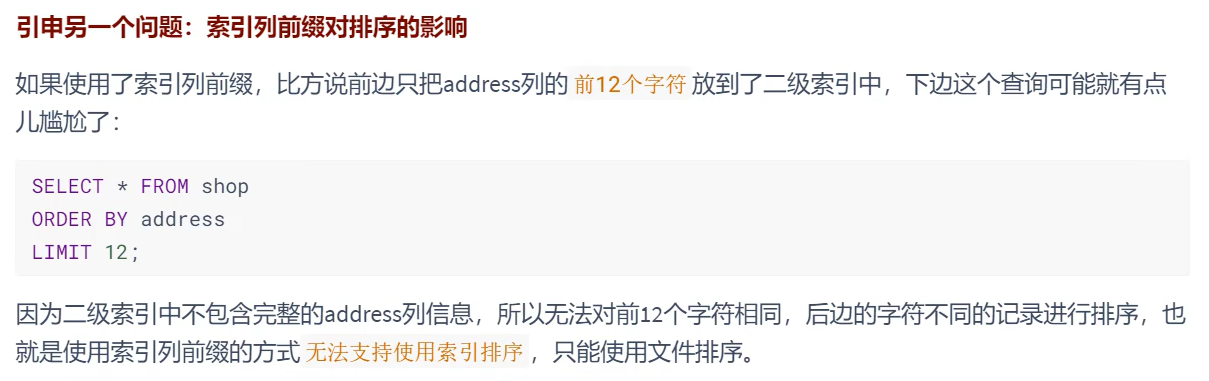 引申另一个问题：索引列前缀对排序的影响
如果使用了索引列前缀，比方说前边只把address列的 前12个字符 放到了二级索引中，下边这个查询可能就有点
儿尴尬了：
SELECT * FROM shop
ORDER BY address
LIMIT 12;
因为二级索引中不包含完整的address列信息，所以无法对前12个字符相同，后边的字符不同的记录进行排序，也
就是使用索引列前缀的方式 无法支持使用索引排序 ，只能使用文件排序。